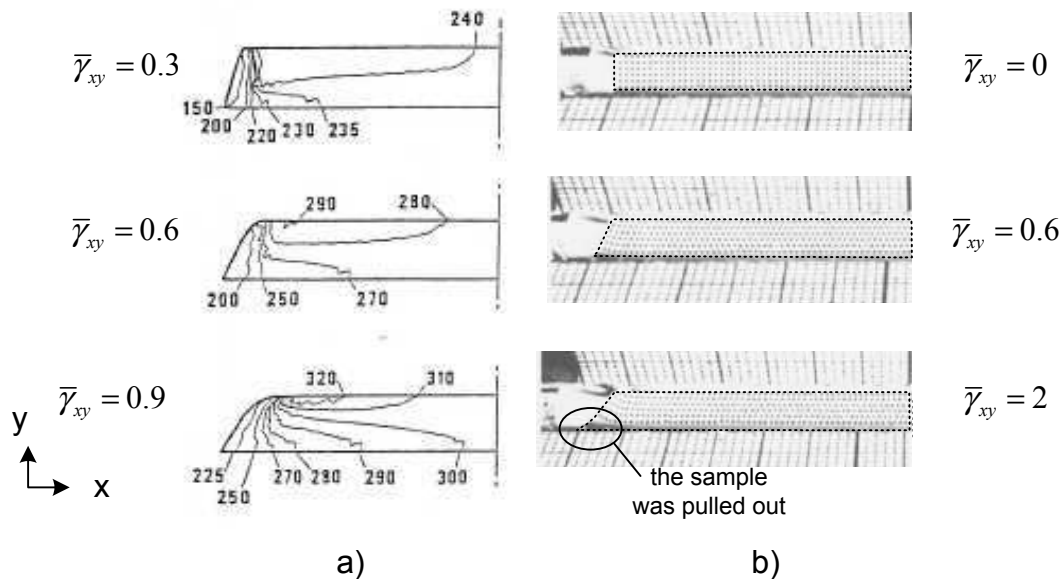 240
γ̅xy = 0.3
150
200
220
230
235
γ̅xy = 0
290
280
γ̅xy = 0.6
200
250
270
γ̅xy = 0.6
320
310
γ̅xy = 0.9
225
250
270
280
290
300
γ̅xy = 2
y
x
the sample
was pulled out
a)
b)